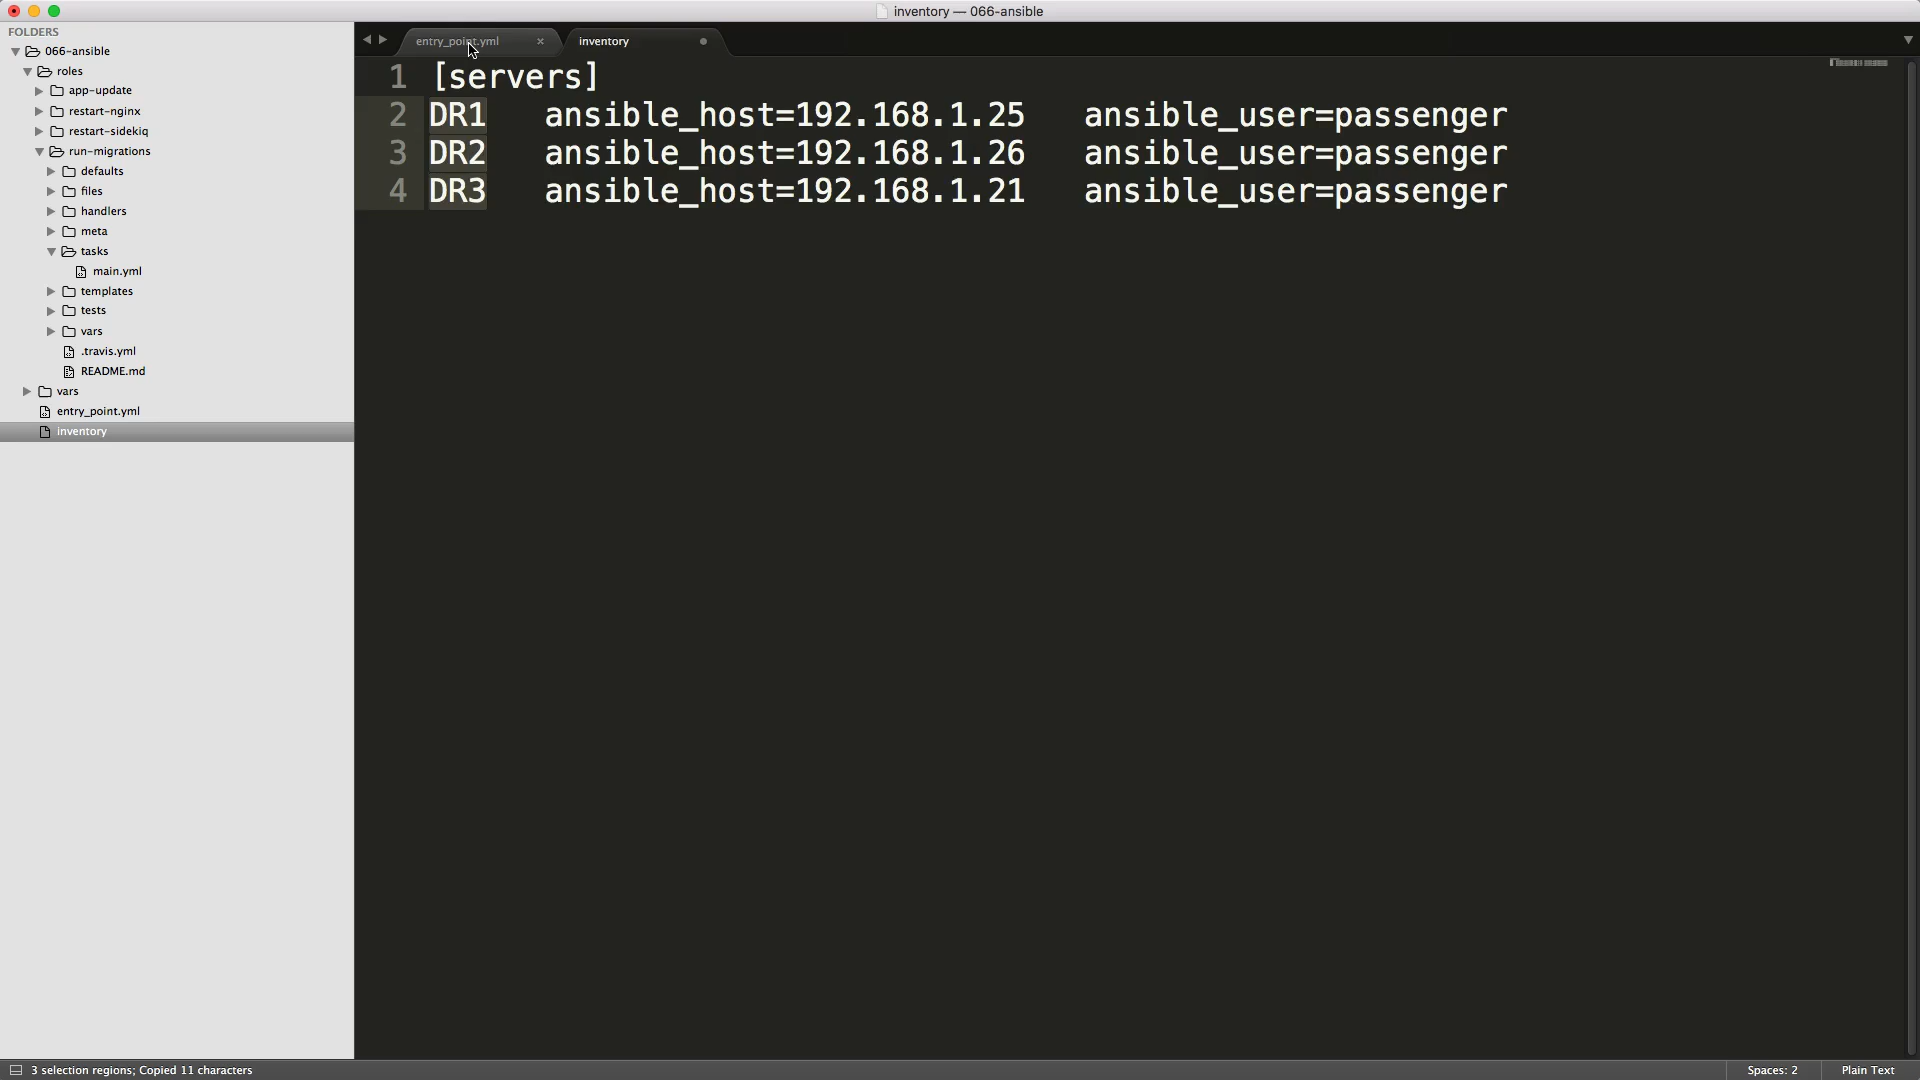 inventory — 066-ansible
FOLDERS
066-ansible
roles
app-update
restart-nginx
restart-sidekiq
run-migrations
defaults
files
handlers
meta
tasks
main.yml
templates
tests
vars
.travis.yml
README.md
vars
entry_point.yml
inventory
entry_point.yml × inventory
1 [servers]
2 DR1 ansible_host=192.168.1.25 ansible_user=passenger
3 DR2 ansible_host=192.168.1.26 ansible_user=passenger
4 DR3 ansible_host=192.168.1.21 ansible_user=passenger
3 selection regions; Copied 11 characters
Spaces: 2 Plain Text